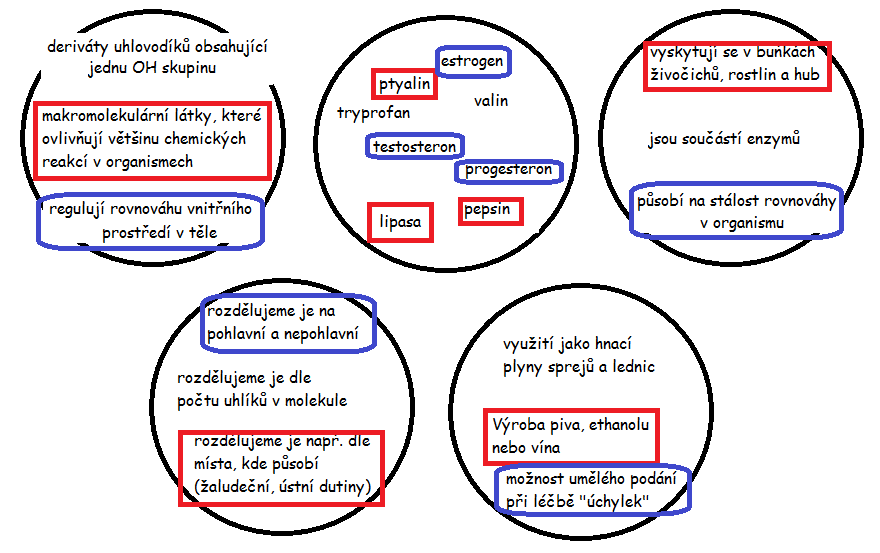 deriváty uhlovodíků obsahující
jednu OH skupinu
makromolekulární látky, které
ovlivňují většinu chemických
reakcí v organismech
regulují rovnováhu vnitřního
prostředí v těle
estrogen
ptyalin
valin
tryprofan
testosteron
progesteron
pepsin
lipasa
vyskytují se v buňkách
živočichů, rostlin a hub
jsou součástí enzymů
působí na stálost rovnováhy
v organismu
rozdělujeme je na
pohlavní a nepohlavní
rozdělujeme je dle
počtu uhlíků v molekule
rozdělujeme je např. dle
místa, kde působí
(žaludeční, ústní dutiny)
využití jako hnací
plyny sprejů a lednic
Výroba piva, ethanolu
nebo vína
možnost umělého podání
při léčbě "úchylek"